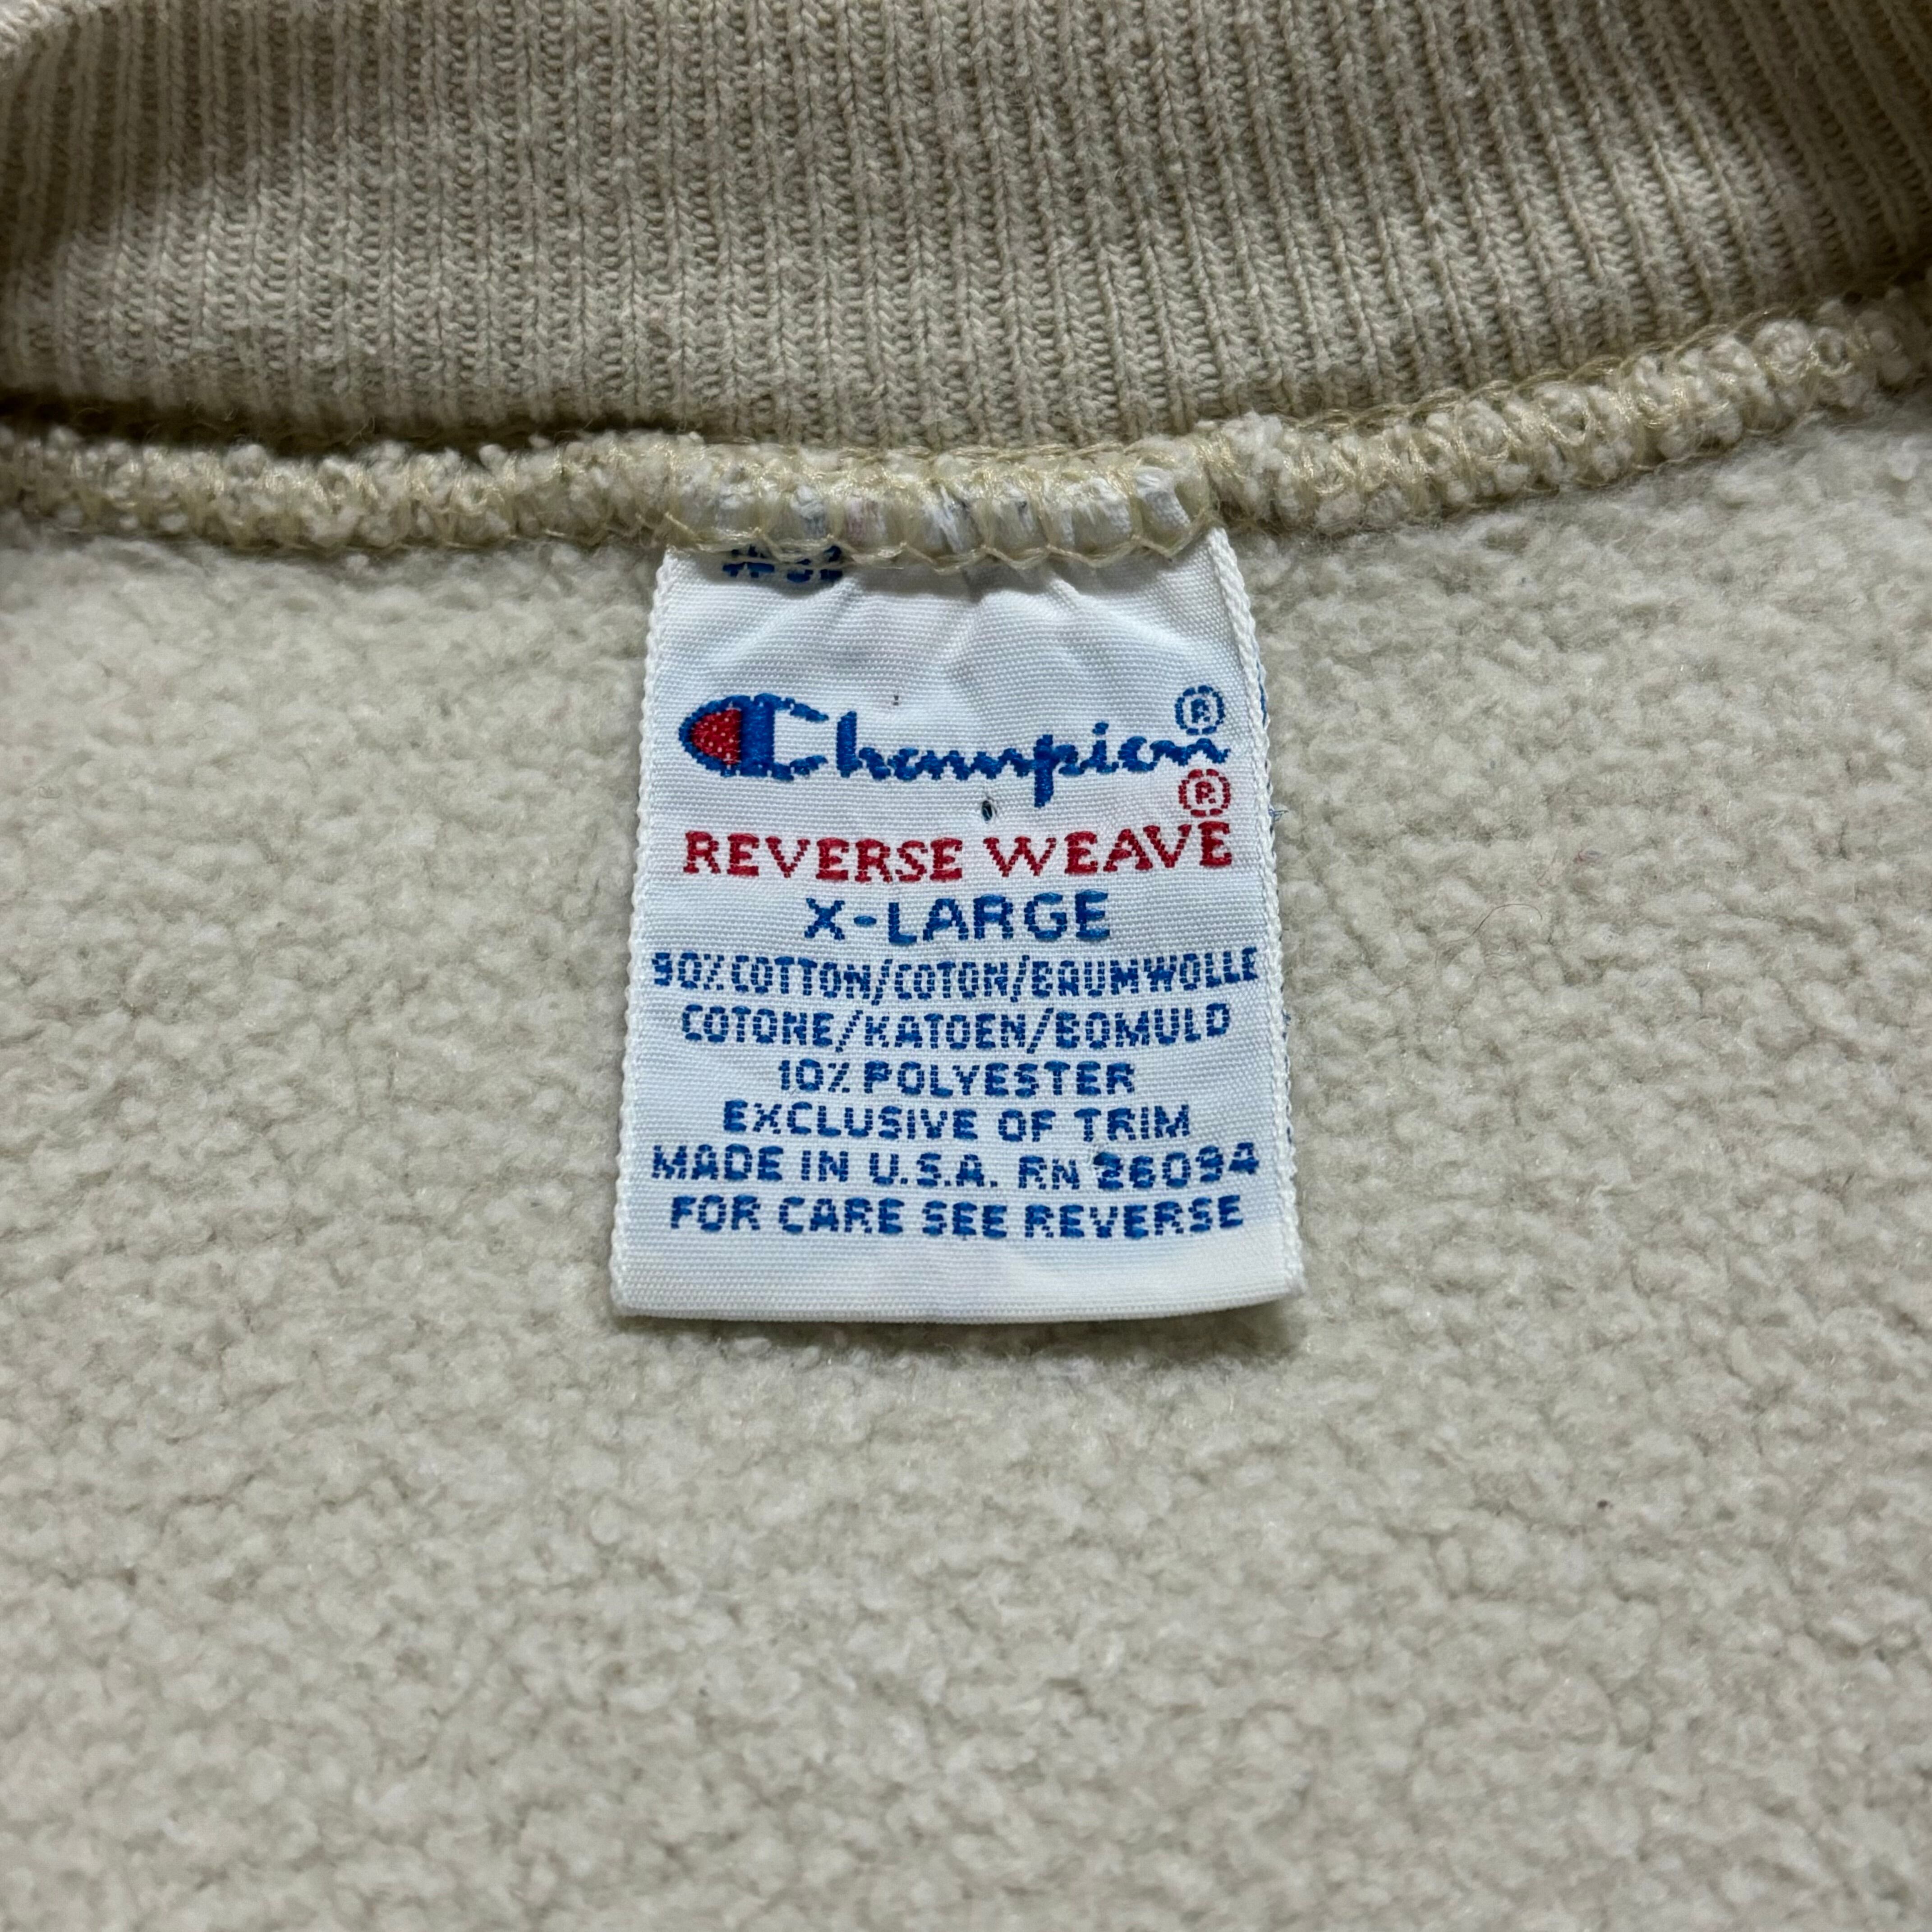 Champion®
REVERSE WEAVE®
X-LARGE
90% COTTON/COTON/BAUMWOLLE
COTONE/KATOEN/BOMULD
10% POLYESTER
EXCLUSIVE OF TRIM
MADE IN U.S.A. RN 26094
FOR CARE SEE REVERSE